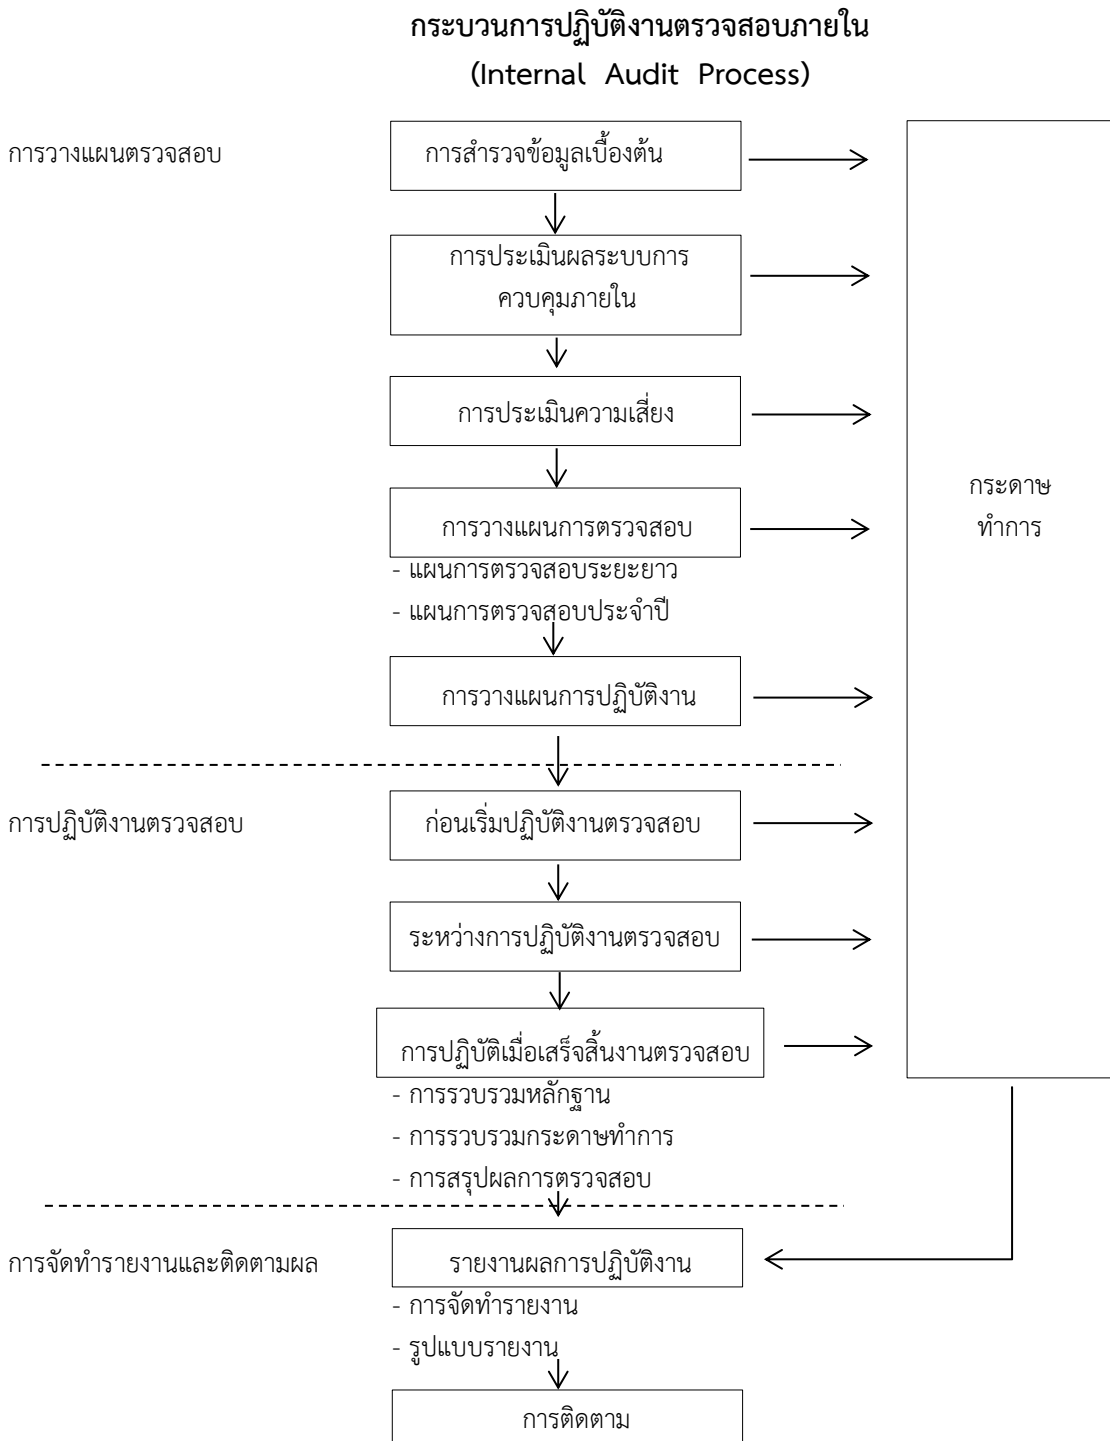 กระบวนการปฏิบัติงานตรวจสอบภายใน
(Internal Audit Process)
การวางแผนตรวจสอบ
การสำรวจข้อมูลเบื้องต้น
การประเมินผลระบบการ
ควบคุมภายใน
การประเมินความเสี่ยง
กระดาษ
ทำการ
การวางแผนการตรวจสอบ
- แผนการตรวจสอบระยะยาว
- แผนการตรวจสอบประจำปี
การวางแผนการปฏิบัติงาน
การปฏิบัติงานตรวจสอบ
ก่อนเริ่มปฏิบัติงานตรวจสอบ
ระหว่างการปฏิบัติงานตรวจสอบ
การปฏิบัติเมื่อเสร็จสิ้นงานตรวจสอบ
- การรวบรวมหลักฐาน
- การรวบรวมกระดาษทำการ
- การสรุปผลการตรวจสอบ
การจัดทำรายงานและติดตามผล
รายงานผลการปฏิบัติงาน
- การจัดทำรายงาน
- รูปแบบรายงาน
การติดตาม